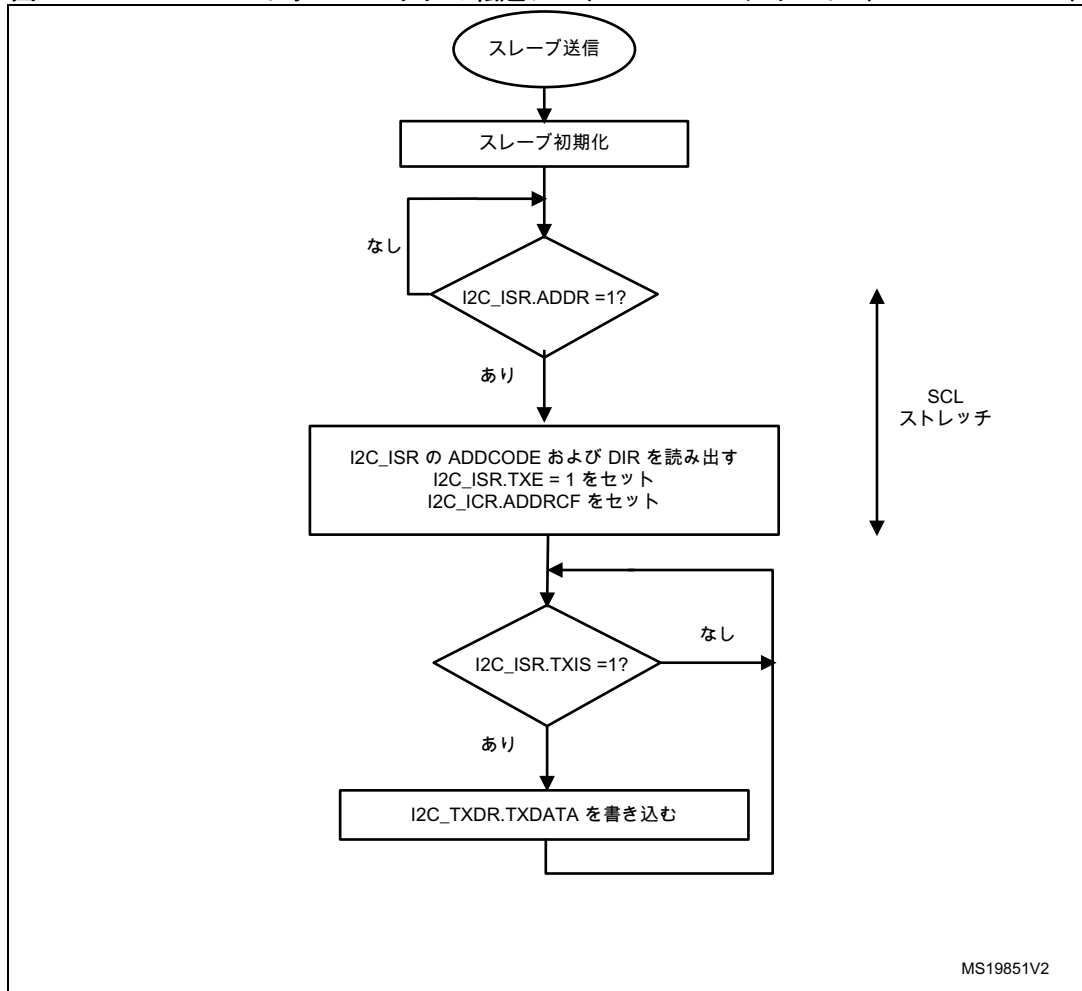 スレーブ送信
スレーブ初期化
なし
I2C_ISR.ADDR =1?
あり
SCL
ストレッチ
I2C_ISR の ADDCODE および DIR を読み出す
I2C_ISR.TXE = 1 をセット
I2C_ICR.ADDRCF をセット
なし
I2C_ISR.TXIS =1?
あり
I2C_TXDR.TXDATA を書き込む
MS19851V2